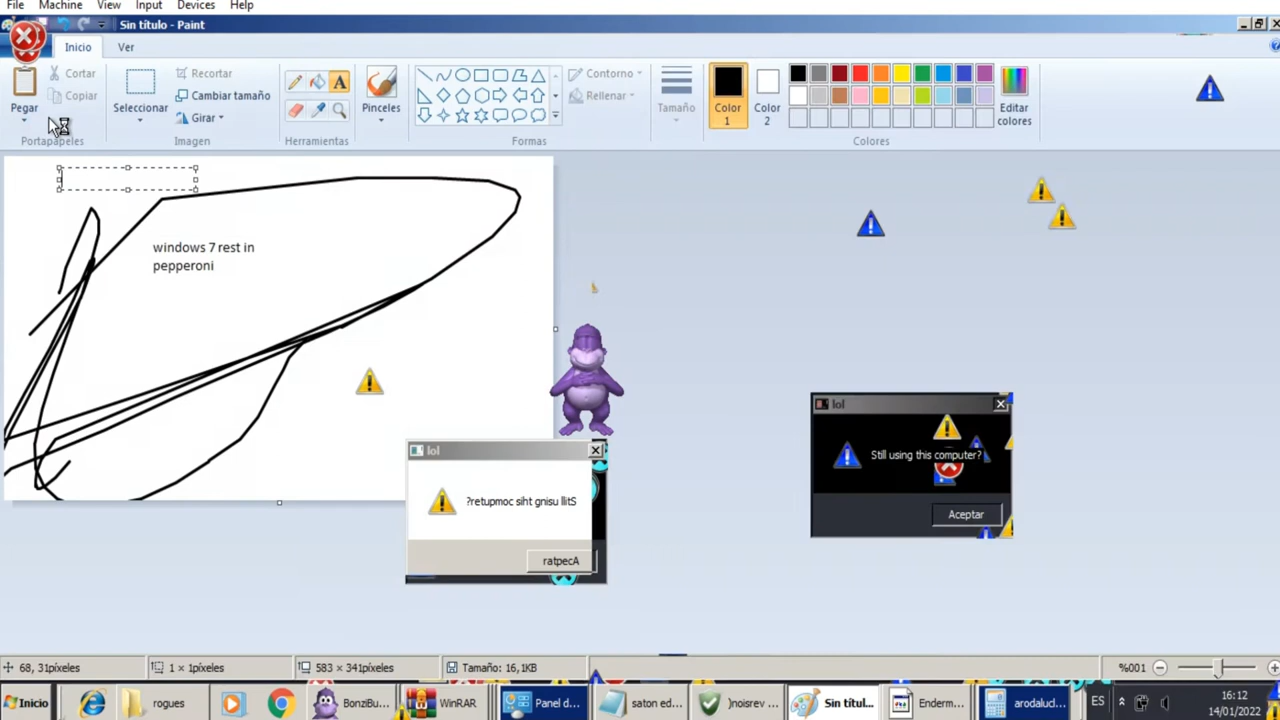 File Machine View Input Devices Help
Sin título - Paint
Inicio Ver
Pegar
Cortar
Copiar
Portapapeles
Seleccionar
Recortar
Cambiar tamaño
Girar
Imagen
Herramientas
Pinceles
Contorno
Rellenar
Formas
Tamaño
Color
1
Color
2
Editar
colores
Colores
windows 7 rest in
pepperoni
lol
?retupmoc siht gnisu llitS
ratpecA
lol
Still using this computer?
Aceptar
68, 31píxeles
1 × 1píxeles
583 × 341píxeles
Tamaño: 16,1KB
%001
Inicio
rogues
BonziBu...
WinRAR
Panel d...
saton ed...
)noisrev ...
Sin títul...
Enderm...
arodaluc...
ES
16:12
14/01/2022